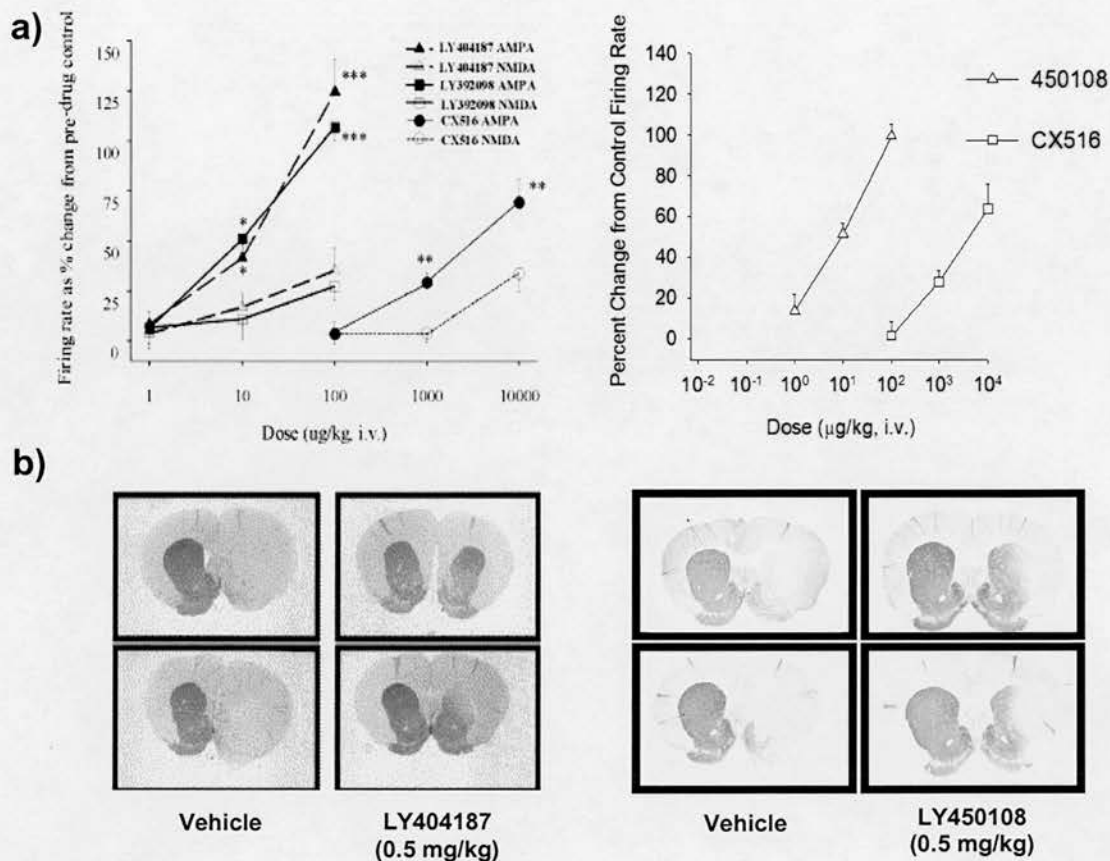 a)
Firing rate as % change from pre-drug control
150
125
100
75
50
25
0
1
10
100
1000
10000
Dose (ug/kg, i.v.)
LY404187 AMPA
LY404187 NMDA
LY392098 AMPA
LY392098 NMDA
CX516 AMPA
CX516 NMDA
***
***
*
*
**
**
Percent Change from Control Firing Rate
140
120
100
80
60
40
20
0
10⁻² 10⁻¹ 10⁰ 10¹ 10² 10³ 10⁴
Dose (µg/kg, i.v.)
450108
CX516
b)
Vehicle
LY404187
(0.5 mg/kg)
Vehicle
LY450108
(0.5 mg/kg)